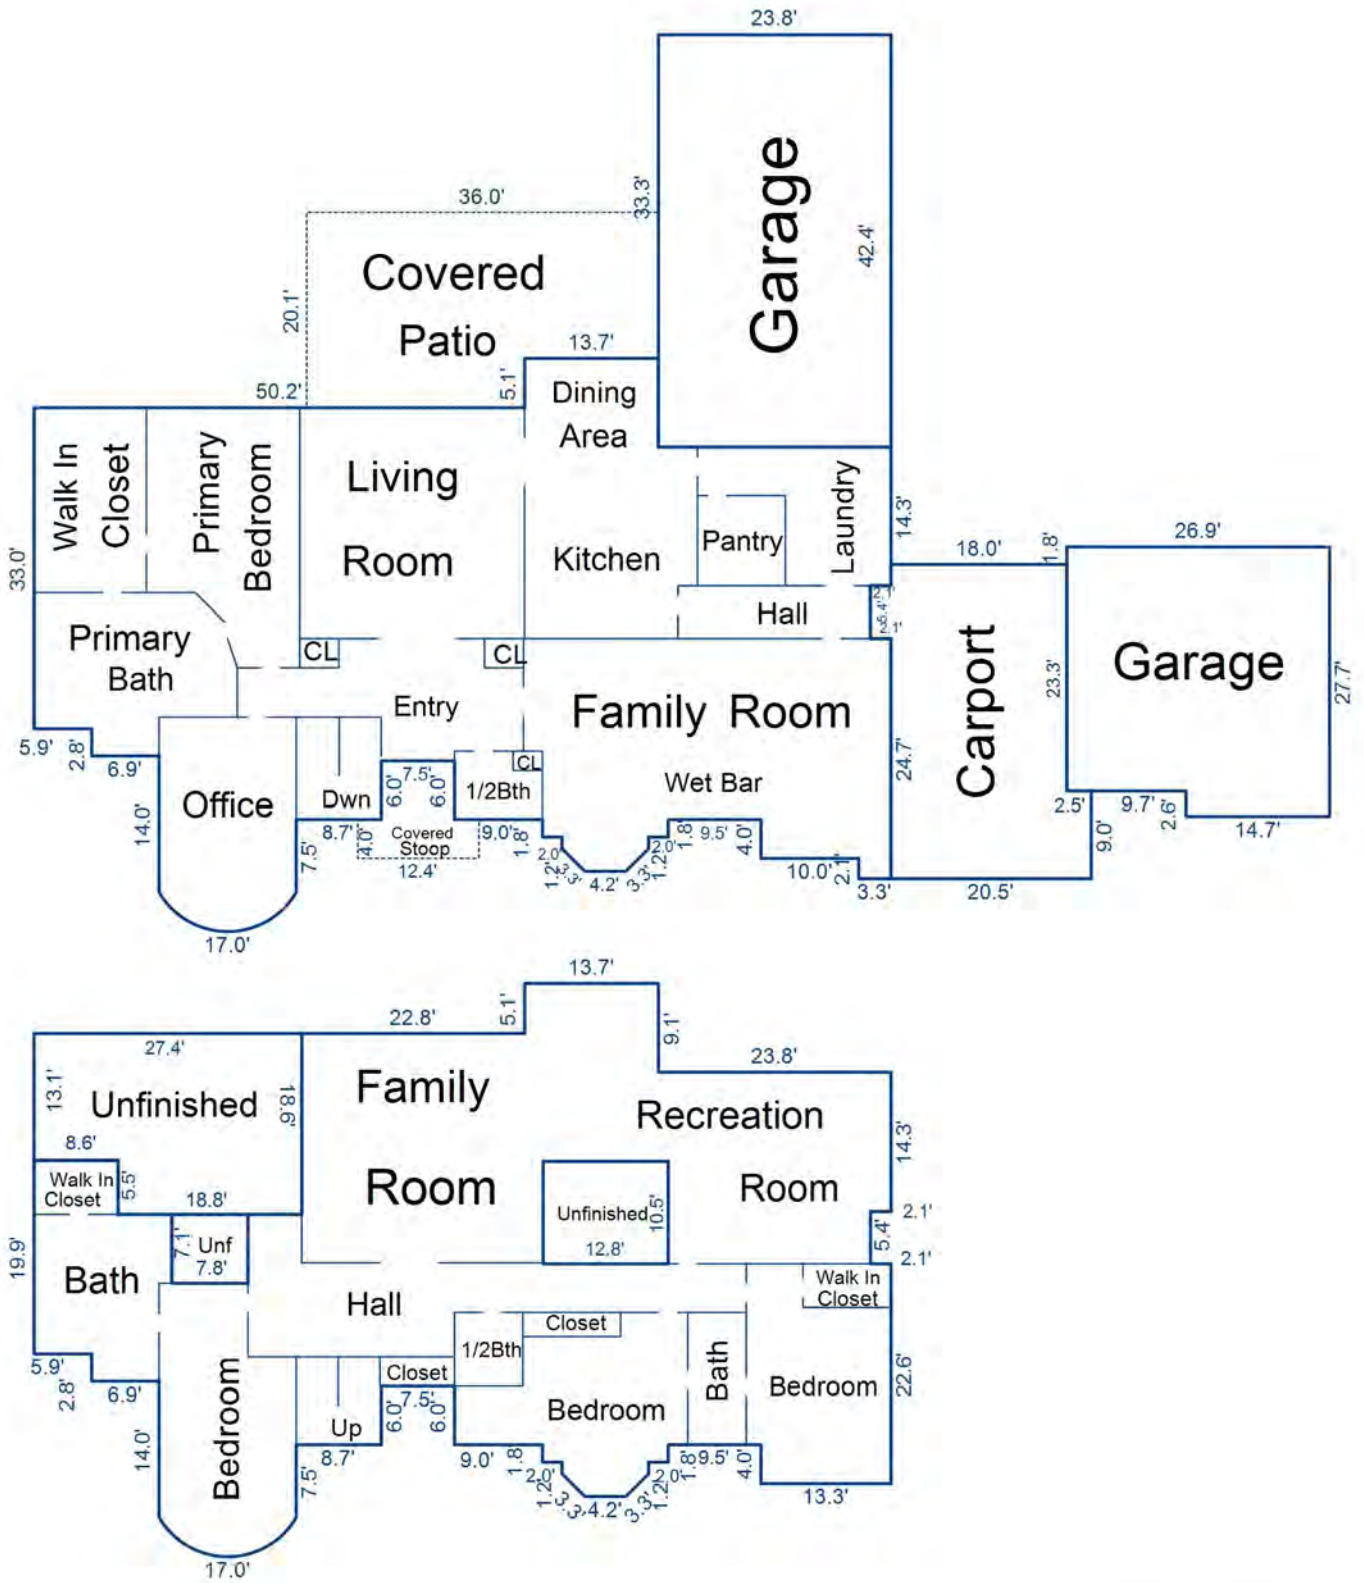 23.8'
33.3'
42.4'
Garage
36.0'
20.1'
Covered
Patio
13.7'
5.1'
50.2'
Dining
Area
Walk In
Closet
Primary
Bedroom
Living
Room
Kitchen
Pantry
Laundry
14.3'
33.0'
18.0'
1.8'
26.9'
2.1'
5.4'
2.1'
Hall
Primary
Bath
CL
CL
Entry
Family Room
Carport
23.3'
Garage
27.7'
5.9'
2.8'
6.9'
Office
Dwn
7.5'
6.0'
6.0'
CL
1/2Bth
Wet Bar
24.7'
14.0'
7.5'
8.7'
4.0'
Covered
Stoop
12.4'
9.0'
1.8'
2.0'
1.2'
3.3'
4.2'
3.3'
1.2'
2.0'
1.8'
9.5'
4.0'
10.0'
2.1'
3.3'
20.5'
2.5'
9.0'
9.7'
2.6'
14.7'
17.0'
13.7'
5.1'
9.1'
22.8'
23.8'
27.4'
13.1'
Unfinished
18.6'
Family
Room
Recreation
Room
14.3'
8.6'
Walk In
Closet
5.5'
18.8'
Unfinished
10.5'
12.8'
2.1'
5.4'
2.1'
19.9'
7.1'
Unf
7.8'
Bath
Hall
Walk In
Closet
Closet
1/2Bth
Closet
Bath
Bedroom
22.6'
5.9'
2.8'
6.9'
14.0'
Bedroom
Up
7.5'
8.7'
7.5'
6.0'
6.0'
Bedroom
9.0'
1.8'
2.0'
1.2'
3.3'
4.2'
3.3'
1.2'
2.0'
1.8'
9.5'
4.0'
13.3'
17.0'